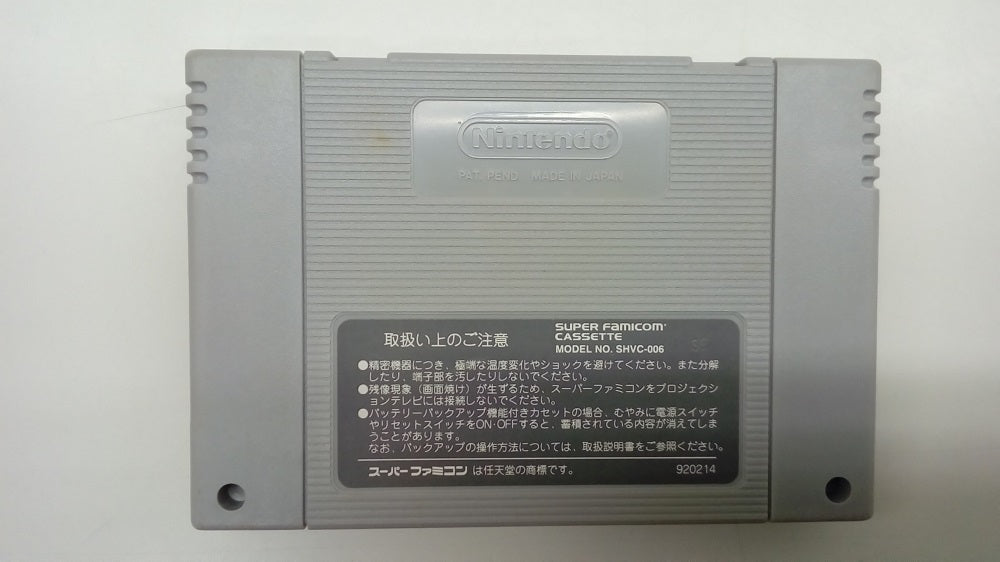 Nintendo
PAT. PEND MADE IN JAPAN
取扱い上のご注意
SUPER FAMICOM
CASSETTE
MODEL NO. SHVC-006
●精密機器につき、極端な温度変化やショックを避けてください。また分解
したり、端子部を汚したりしないでください。
●残像現象（画面焼け）が生ずるため、スーパーファミコンをプロジェクシ
ョンテレビには接続しないでください。
●バッテリーバックアップ機能付きカセットの場合、むやみに電源スイッチ
やリセットスイッチをON・OFFすると、蓄積されている内容が消えてしま
うことがあります。
なお、バックアップの操作方法については、取扱説明書をご参照ください。
スーパーファミコン は任天堂の商標です。 920214